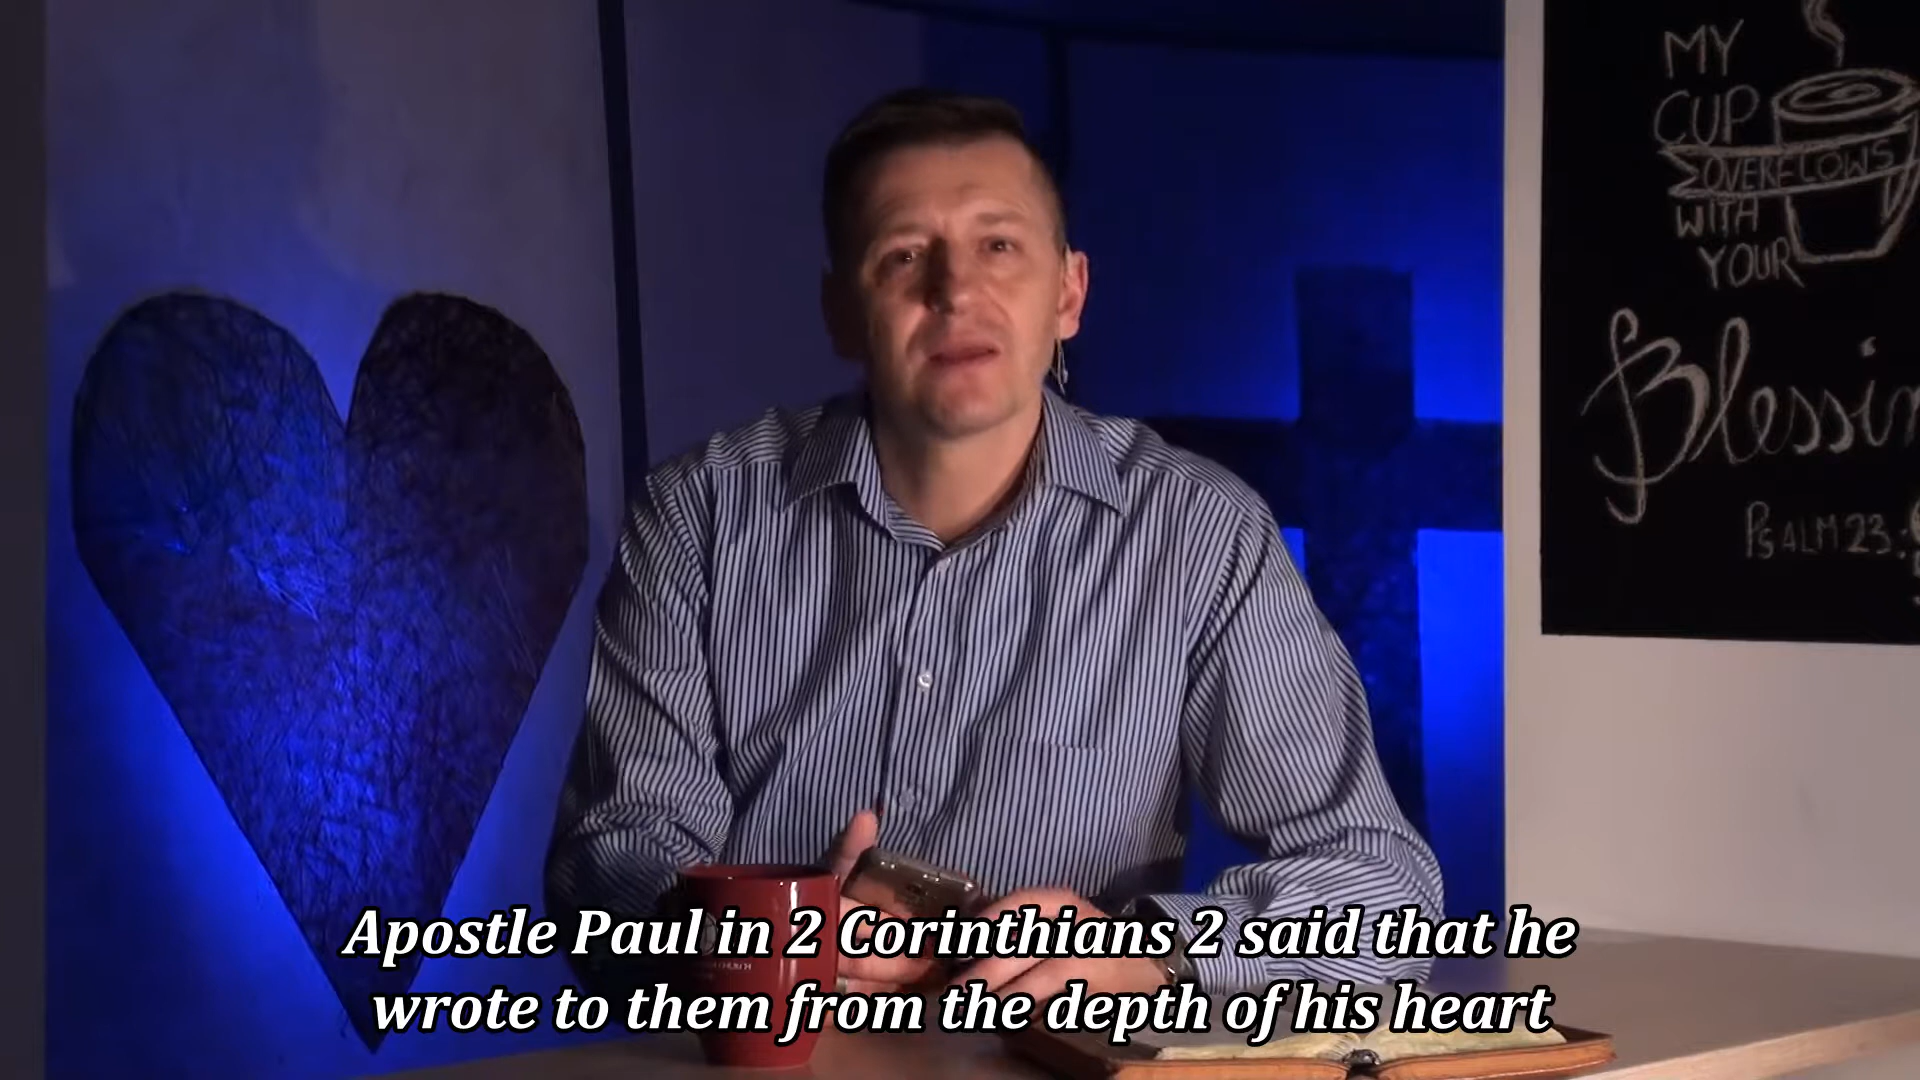 MY
CUP
OVERFLOWS
WITH
YOUR
Blessin
PSALM 23:
Apostle Paul in 2 Corinthians 2 said that he
wrote to them from the depth of his heart